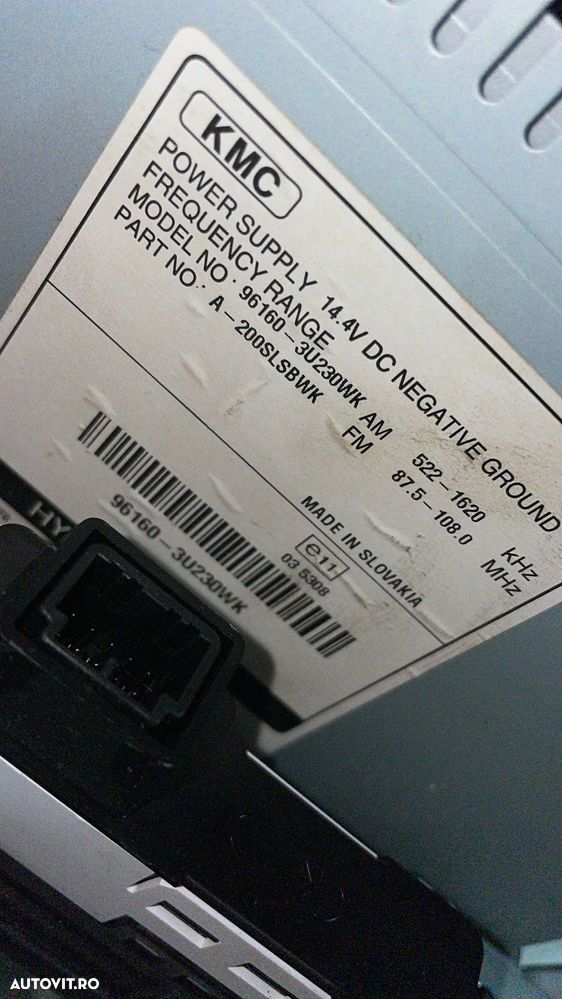 KMC
POWER SUPPLY 14.4V DC NEGATIVE GROUND
FREQUENCY RANGE AM 522-1620 KHz
FM 87.5-108.0 MHz
MODEL NO · 96160-3U230WK
PART NO· A-200SLSBWK
MADE IN SLOVAKIA
e11
03 5308
96160-3U230WK
HY
AUTOVIT.RO